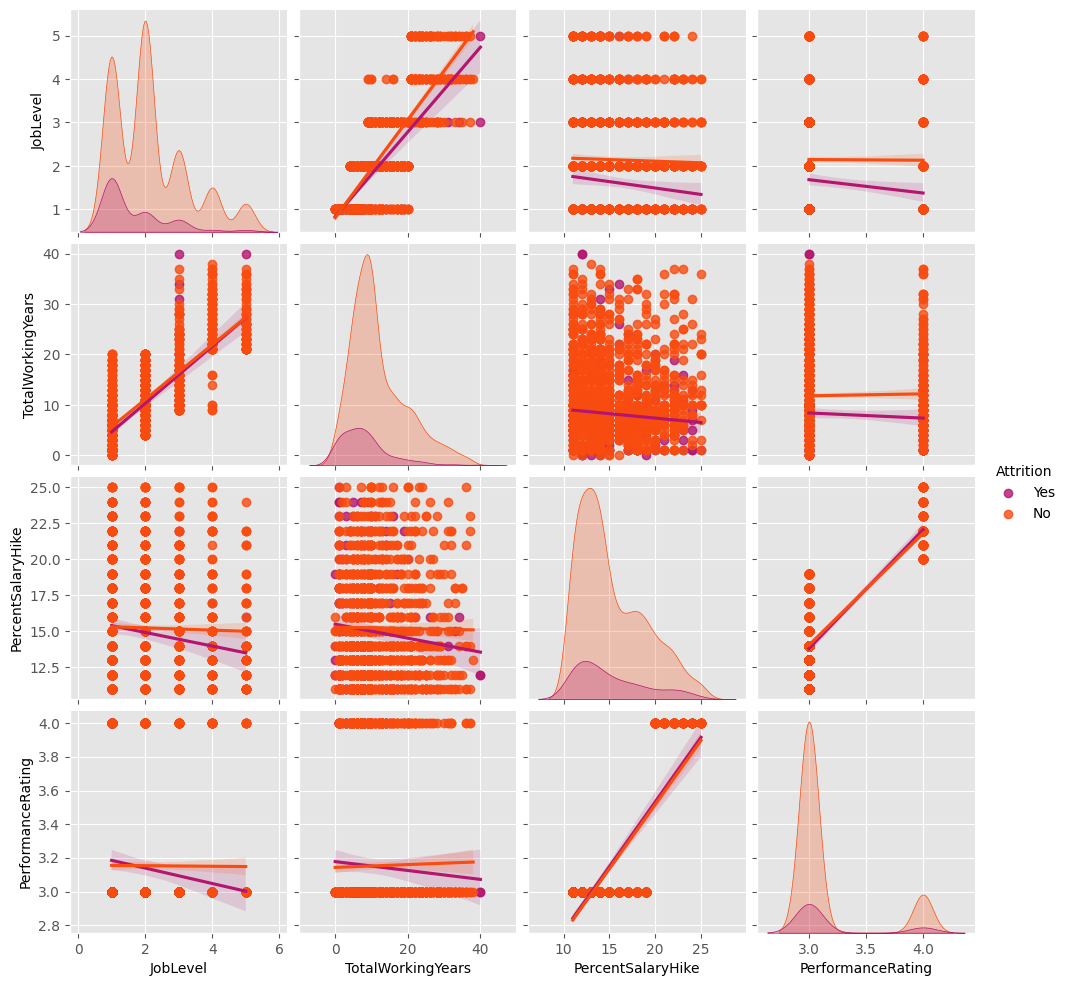 JobLevel
5
4
3
2
1
TotalWorkingYears
40
30
20
10
0
Attrition
Yes
No
PercentSalaryHike
25.0
22.5
20.0
17.5
15.0
12.5
PerformanceRating
4.0
3.8
3.6
3.4
3.2
3.0
2.8
0 2 4 6
0 20 40
10 15 20 25
3.0 3.5 4.0
JobLevel
TotalWorkingYears
PercentSalaryHike
PerformanceRating